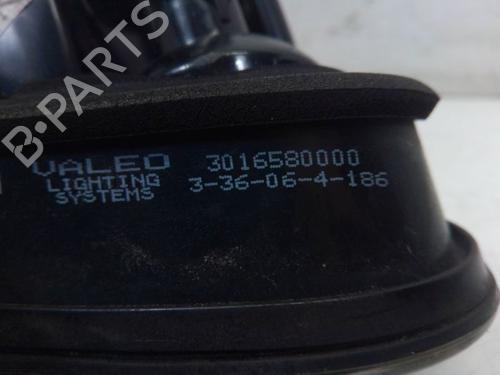 B-PARTS
VALEO 3016580000
LIGHTING 3-36-06-4-186
SYSTEMS